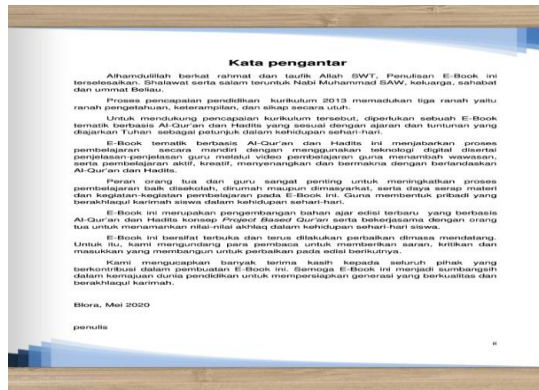 Kata pengantar
Alhamdulillah berkat rahmat dan taufik Allah SWT, Penulisan E-Book ini
terselesaikan. Shalawat serta salam teruntuk Nabi Muhammad SAW, keluarga, sahabat
dan ummat Beliau.
Proses pencapaian pendidikan kurikulum 2013 memadukan tiga ranah yaitu
ranah pengetahuan, keterampilan, dan sikap secara utuh.
Untuk mendukung pencapaian kurikulum tersebut, diperlukan sebuah E-Book
tematik berbasis Al-Qur'an dan Hadits yang sesuai dengan ajaran dan tuntunan yang
diajarkan Tuhan sebagai petunjuk dalam kehidupan sehari-hari.
E-Book tematik berbasis Al-Qur'an dan Hadits ini menjabarkan proses
pembelajaran secara mandiri dengan menggunakan teknologi digital disertai
penjelasan-penjelasan guru melalui video pembelajaran guna menambah wawasan,
serta pembelajaran aktif, kreatif, menyenangkan dan bermakna dengan berlandaskan
Al-Qur'an dan Hadits.
Peran orang tua dan guru sangat penting untuk meningkatkan proses
pembelajaran baik disekolah, dirumah maupun dimasyarkat, serta daya serap materi
dan kegiatan-kegiatan pembelajaran pada E-Book ini. Guna membentuk pribadi yang
berakhlaqul karimah siswa dalam kehidupan sehari-hari.
E-Book ini merupakan pengembangan bahan ajar edisi terbaru yang berbasis
Al-Qur'an dan Hadits konsep Project Based Qur'an serta bekerjasama dengan orang
tua untuk menamankan nilai-nilai akhlaq dalam kehidupan sehari-hari siswa.
E-Book ini bersifat terbuka dan terus dilakukan perbaikan dimasa mendatang.
Untuk itu, kami mengundang para pembaca untuk memberikan saran, kritikan dan
masukkan yang membangun untuk perbaikan pada edisi berikutnya.
Kami mengucapkan banyak terima kasih kepada seluruh pihak yang
berkontribusi dalam pembuatan E-Book ini. Semoga E-Book ini menjadi sumbangsih
dalam kemajuan dunia pendidikan untuk mempersiapkan generasi yang berkualitas dan
berakhlaqul karimah.
Blora, Mei 2020
penulis
ii